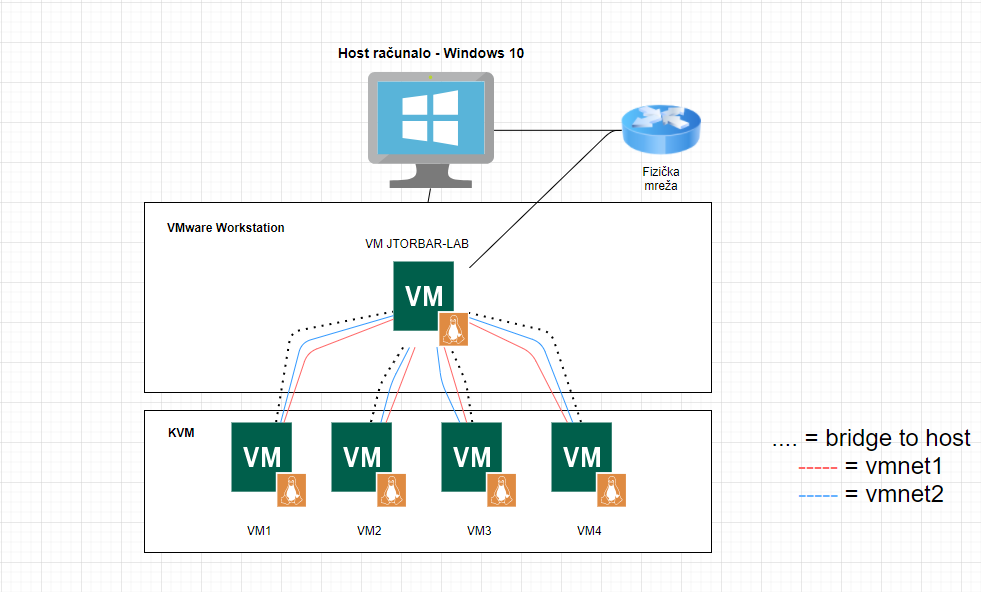 Host računalo - Windows 10
Fizička
mreža
VMware Workstation
VM JTORBAR-LAB
VM
KVM
VM
VM
VM
VM
VM1
VM2
VM3
VM4
.... = bridge to host
----- = vmnet1
----- = vmnet2